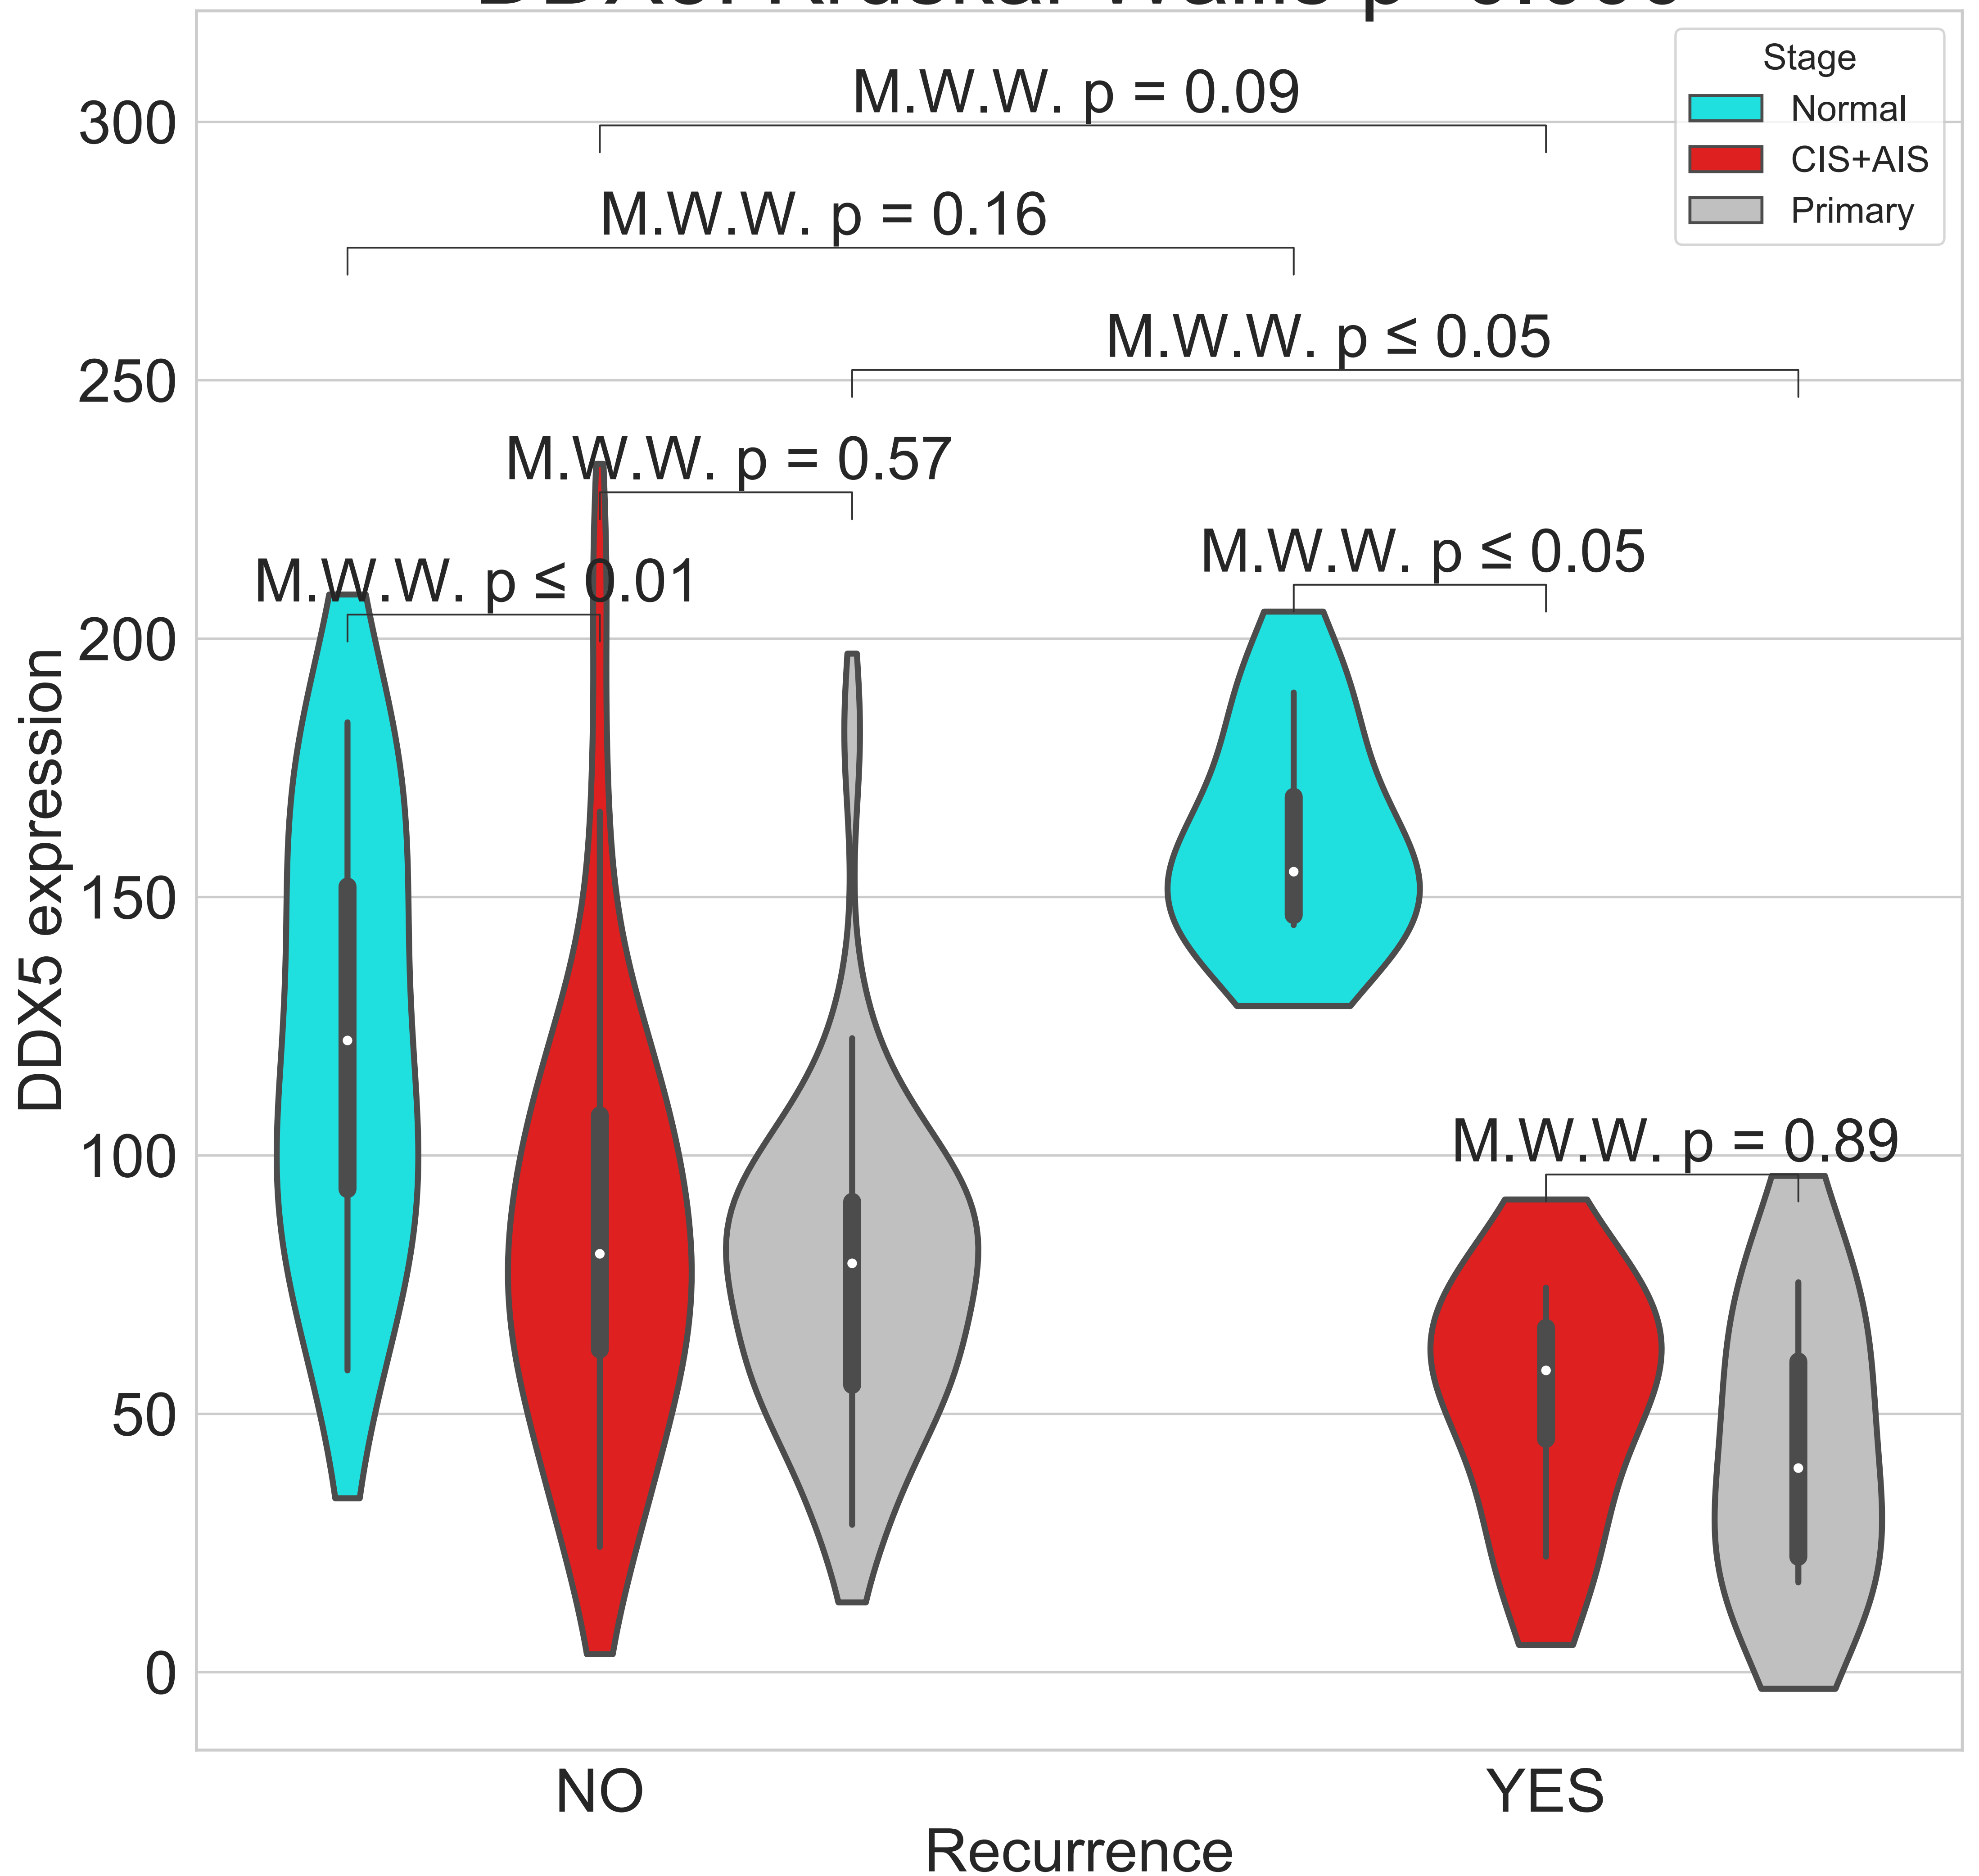 Stage
Normal
CIS+AIS
Primary
M.W.W. p = 0.09
M.W.W. p = 0.16
M.W.W. p ≤ 0.05
M.W.W. p = 0.57
M.W.W. p ≤ 0.05
M.W.W. p ≤ 0.01
M.W.W. p = 0.89
300
250
200
150
100
50
0
DDX5 expression
NO
YES
Recurrence